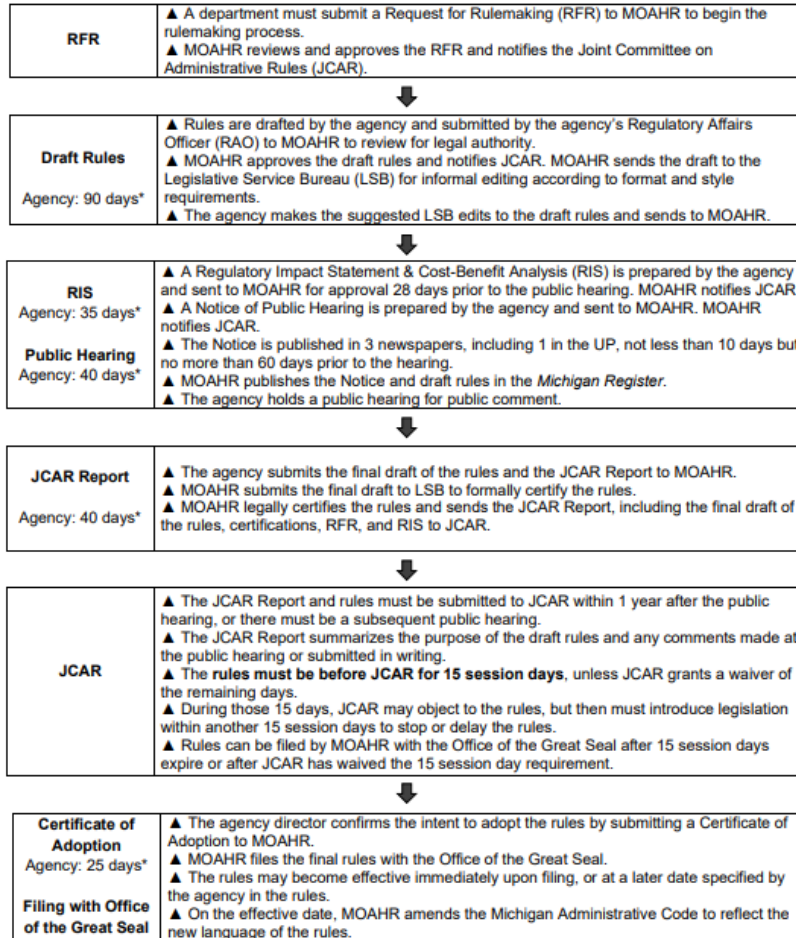 RFR
▲ A department must submit a Request for Rulemaking (RFR) to MOAHR to begin the
rulemaking process.
▲ MOAHR reviews and approves the RFR and notifies the Joint Committee on
Administrative Rules (JCAR).
Draft Rules
Agency: 90 days*
▲ Rules are drafted by the agency and submitted by the agency's Regulatory Affairs
Officer (RAO) to MOAHR to review for legal authority.
▲ MOAHR approves the draft rules and notifies JCAR. MOAHR sends the draft to the
Legislative Service Bureau (LSB) for informal editing according to format and style
requirements.
▲ The agency makes the suggested LSB edits to the draft rules and sends to MOAHR.
RIS
Agency: 35 days*
Public Hearing
Agency: 40 days*
▲ A Regulatory Impact Statement & Cost-Benefit Analysis (RIS) is prepared by the agency
and sent to MOAHR for approval 28 days prior to the public hearing. MOAHR notifies JCAR
▲ A Notice of Public Hearing is prepared by the agency and sent to MOAHR. MOAHR
notifies JCAR.
▲ The Notice is published in 3 newspapers, including 1 in the UP, not less than 10 days but
no more than 60 days prior to the hearing.
▲ MOAHR publishes the Notice and draft rules in the Michigan Register.
▲ The agency holds a public hearing for public comment.
JCAR Report
Agency: 40 days*
▲ The agency submits the final draft of the rules and the JCAR Report to MOAHR.
▲ MOAHR submits the final draft to LSB to formally certify the rules.
▲ MOAHR legally certifies the rules and sends the JCAR Report, including the final draft of
the rules, certifications, RFR, and RIS to JCAR.
JCAR
▲ The JCAR Report and rules must be submitted to JCAR within 1 year after the public
hearing, or there must be a subsequent public hearing.
▲ The JCAR Report summarizes the purpose of the draft rules and any comments made at
the public hearing or submitted in writing.
▲ The rules must be before JCAR for 15 session days, unless JCAR grants a waiver of
the remaining days.
▲ During those 15 days, JCAR may object to the rules, but then must introduce legislation
within another 15 session days to stop or delay the rules.
▲ Rules can be filed by MOAHR with the Office of the Great Seal after 15 session days
expire or after JCAR has waived the 15 session day requirement.
Certificate of
Adoption
Agency: 25 days*
Filing with Office
of the Great Seal
▲ The agency director confirms the intent to adopt the rules by submitting a Certificate of
Adoption to MOAHR.
▲ MOAHR files the final rules with the Office of the Great Seal.
▲ The rules may become effective immediately upon filing, or at a later date specified by
the agency in the rules.
▲ On the effective date, MOAHR amends the Michigan Administrative Code to reflect the
new language of the rules.